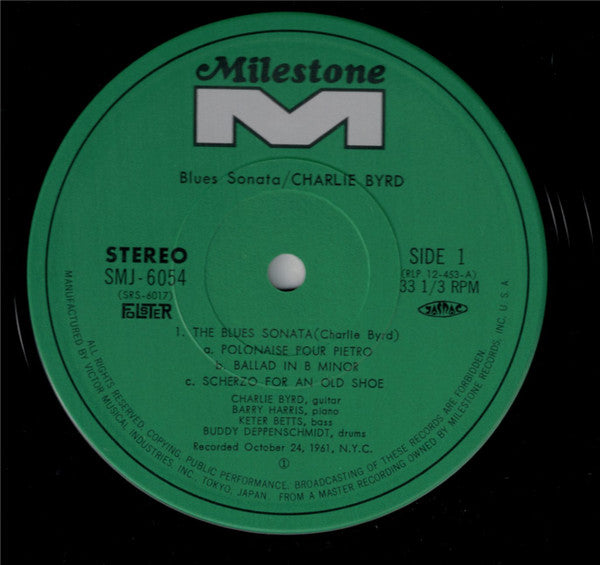 Milestone
M
Blues Sonata/CHARLIE BYRD
STEREO
SMJ-6054
(SRS-6017)
POLYSTER
SIDE 1
(RLP 12-453-A)
33 1/3 RPM
JASRAC
1. THE BLUES SONATA(Charlie Byrd)
a. POLONAISE POUR PIETRO
b. BALLAD IN B MINOR
c. SCHERZO FOR AN OLD SHOE
CHARLIE BYRD, guitar
BARRY HARRIS, piano
KETER BETTS, bass
BUDDY DEPPENSCHMIDT, drums
Recorded October 24, 1961, N.Y.C.
①
ALL RIGHTS RESERVED. COPYING, PUBLIC PERFORMANCE, BROADCASTING OF THESE RECORDS ARE FORBIDDEN.
MANUFACTURED BY VICTOR MUSICAL INDUSTRIES, INC., TOKYO, JAPAN. FROM A MASTER RECORDING OWNED BY MILESTONE RECORDS, INC U.S.A.